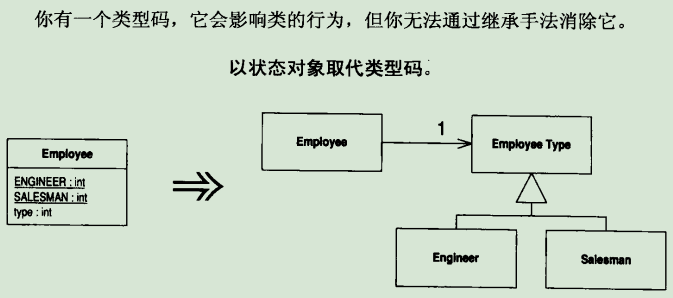 你有一个类型码，它会影响类的行为，但你无法通过继承手法消除它。
以状态对象取代类型码。
Employee
ENGINEER : int
SALESMAN : int
type : int
Employee
1
Employee Type
Engineer
Salesman